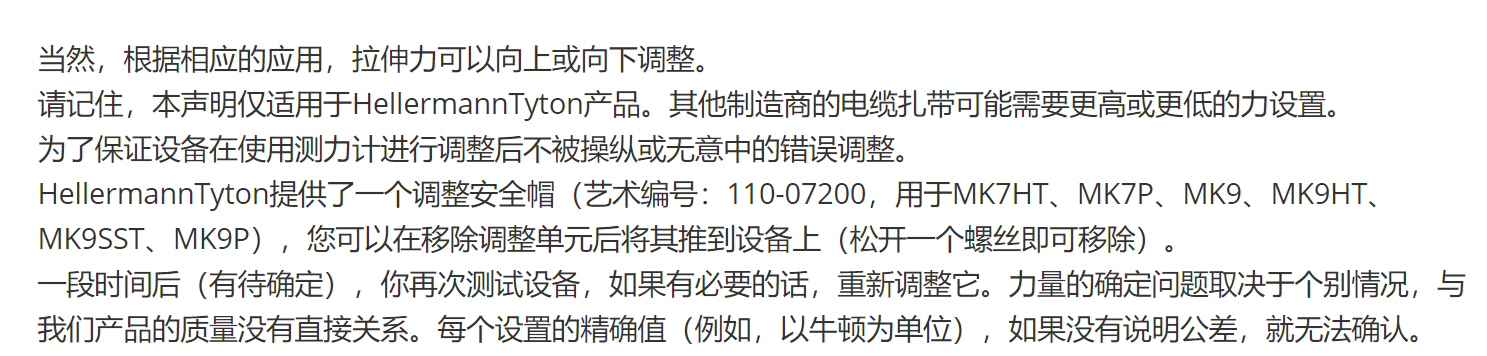 当然，根据相应的应用，拉伸力可以向上或向下调整。
请记住，本声明仅适用于HellermannTyton产品。其他制造商的电缆扎带可能需要更高或更低的力设置。
为了保证设备在使用测力计进行调整后不被操纵或无意中的错误调整。
HellermannTyton提供了一个调整安全帽（艺术编号：110-07200，用于MK7HT、MK7P、MK9、MK9HT、
MK9SST、MK9P），您可以在移除调整单元后将其推到设备上（松开一个螺丝即可移除）。
一段时间后（有待确定），你再次测试设备，如果有必要的话，重新调整它。力量的确定问题取决于个别情况，与
我们产品的质量没有直接关系。每个设置的精确值（例如，以牛顿为单位），如果没有说明公差，就无法确认。